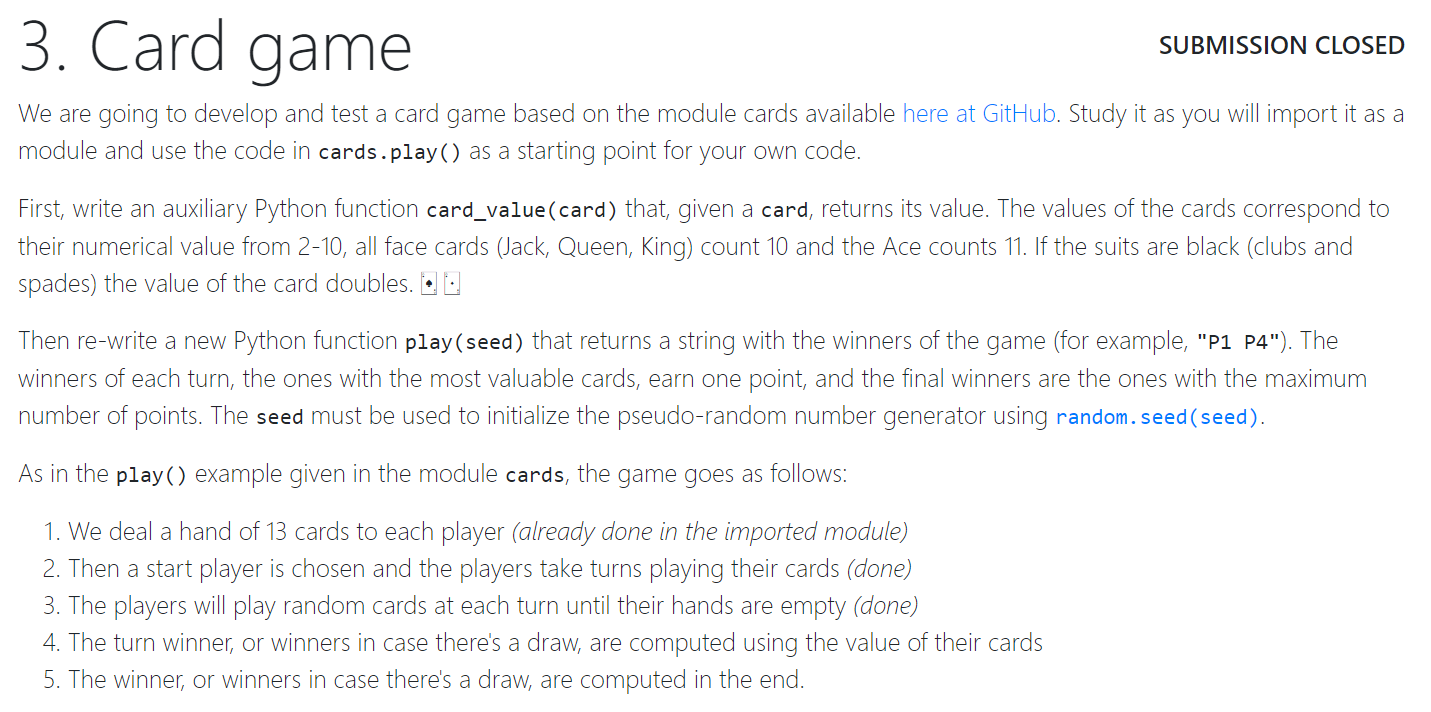 3. Card game
SUBMISSION CLOSED
We are going to develop and test a card game based on the module cards available here at GitHub. Study it as you will import it as a
module and use the code in cards.play() as a starting point for your own code.
First, write an auxiliary Python function card_value(card) that, given a card, returns its value. The values of the cards correspond to
their numerical value from 2-10, all face cards (Jack, Queen, King) count 10 and the Ace counts 11. If the suits are black (clubs and
spades) the value of the card doubles.
Then re-write a new Python function play(seed) that returns a string with the winners of the game (for example, "P1 P4"). The
winners of each turn, the ones with the most valuable cards, earn one point, and the final winners are the ones with the maximum
number of points. The seed must be used to initialize the pseudo-random number generator using random.seed(seed).
As in the play() example given in the module cards, the game goes as follows:
1. We deal a hand of 13 cards to each player (already done in the imported module)
2. Then a start player is chosen and the players take turns playing their cards (done)
3. The players will play random cards at each turn until their hands are empty (done)
4. The turn winner, or winners in case there's a draw, are computed using the value of their cards
5. The winner, or winners in case there's a draw, are computed in the end.